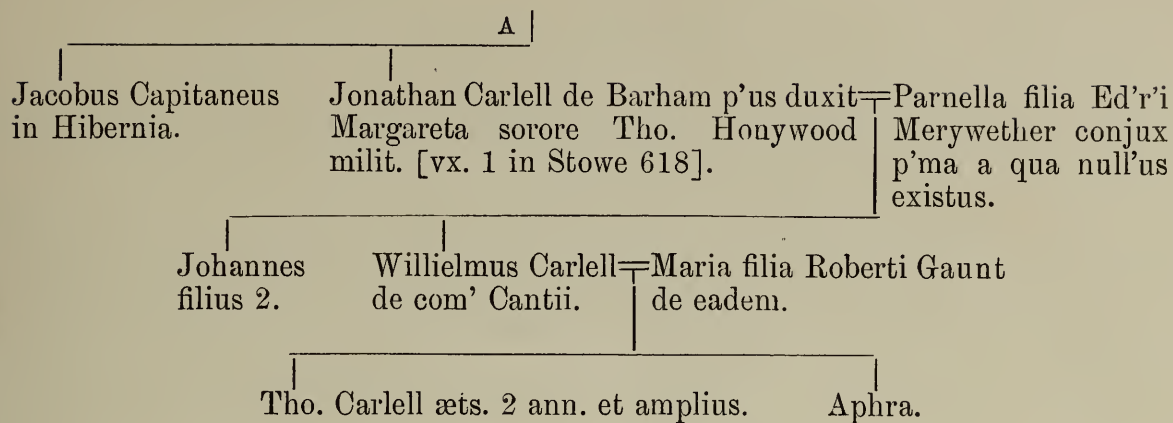 A
Jacobus Capitaneus
in Hibernia.
Jonathan Carlell de Barham p'us duxit
Margareta sorore Tho. Honywood
milit. [vx. 1 in Stowe 618].
Parnella filia Ed'r'i
Merywether conjux
p'ma a qua null'us
existus.
Johannes
filius 2.
Willielmus Carlell
de com' Cantii.
Maria filia Roberti Gaunt
de eadem.
Tho. Carlell æts. 2 ann. et amplius.
Aphra.